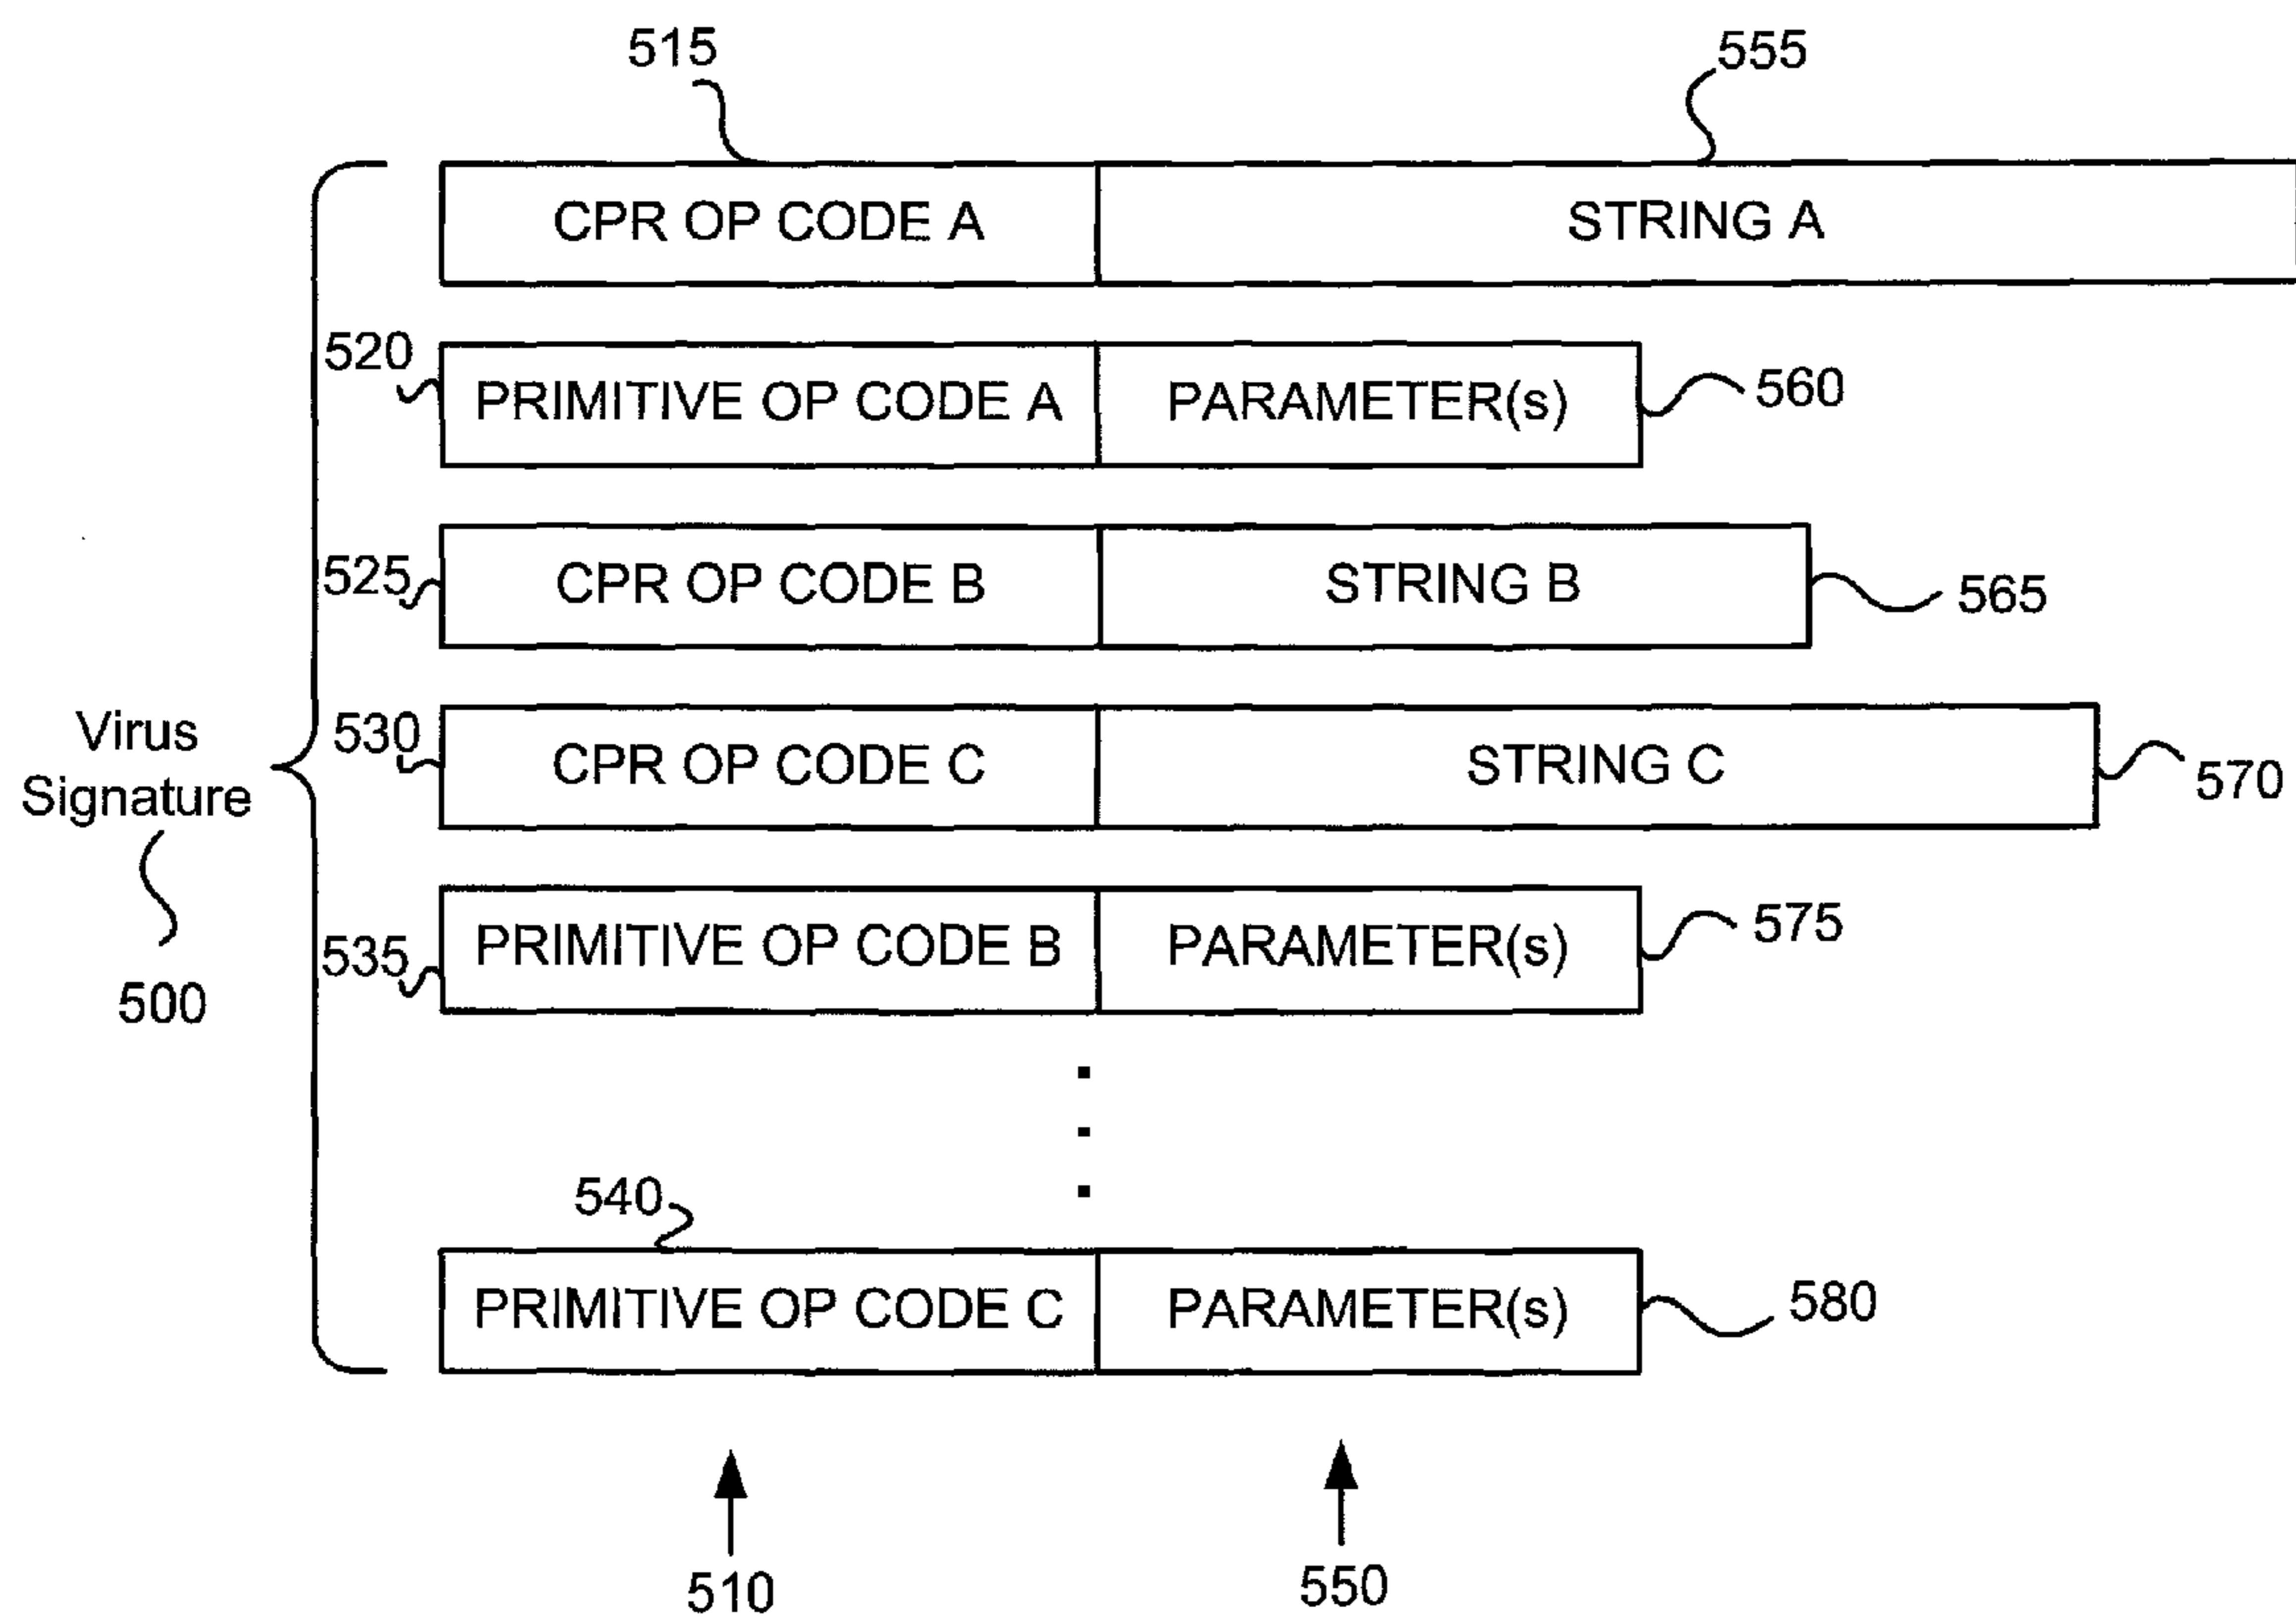 515
555
CPR OP CODE A
STRING A
520
PRIMITIVE OP CODE A
PARAMETER(s)
560
525
CPR OP CODE B
STRING B
565
Virus
Signature
500
530
CPR OP CODE C
STRING C
570
535
PRIMITIVE OP CODE B
PARAMETER(s)
575
540
PRIMITIVE OP CODE C
PARAMETER(s)
580
510
550